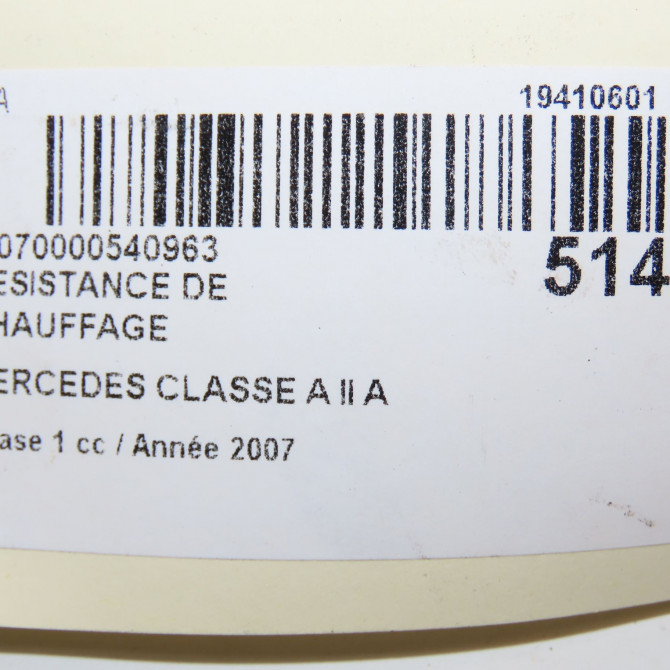 A 19410601
070000540963 514
ESISTANCE DE
HAUFFAGE
ERCEDES CLASSE A II A
ase 1 cc / Année 2007